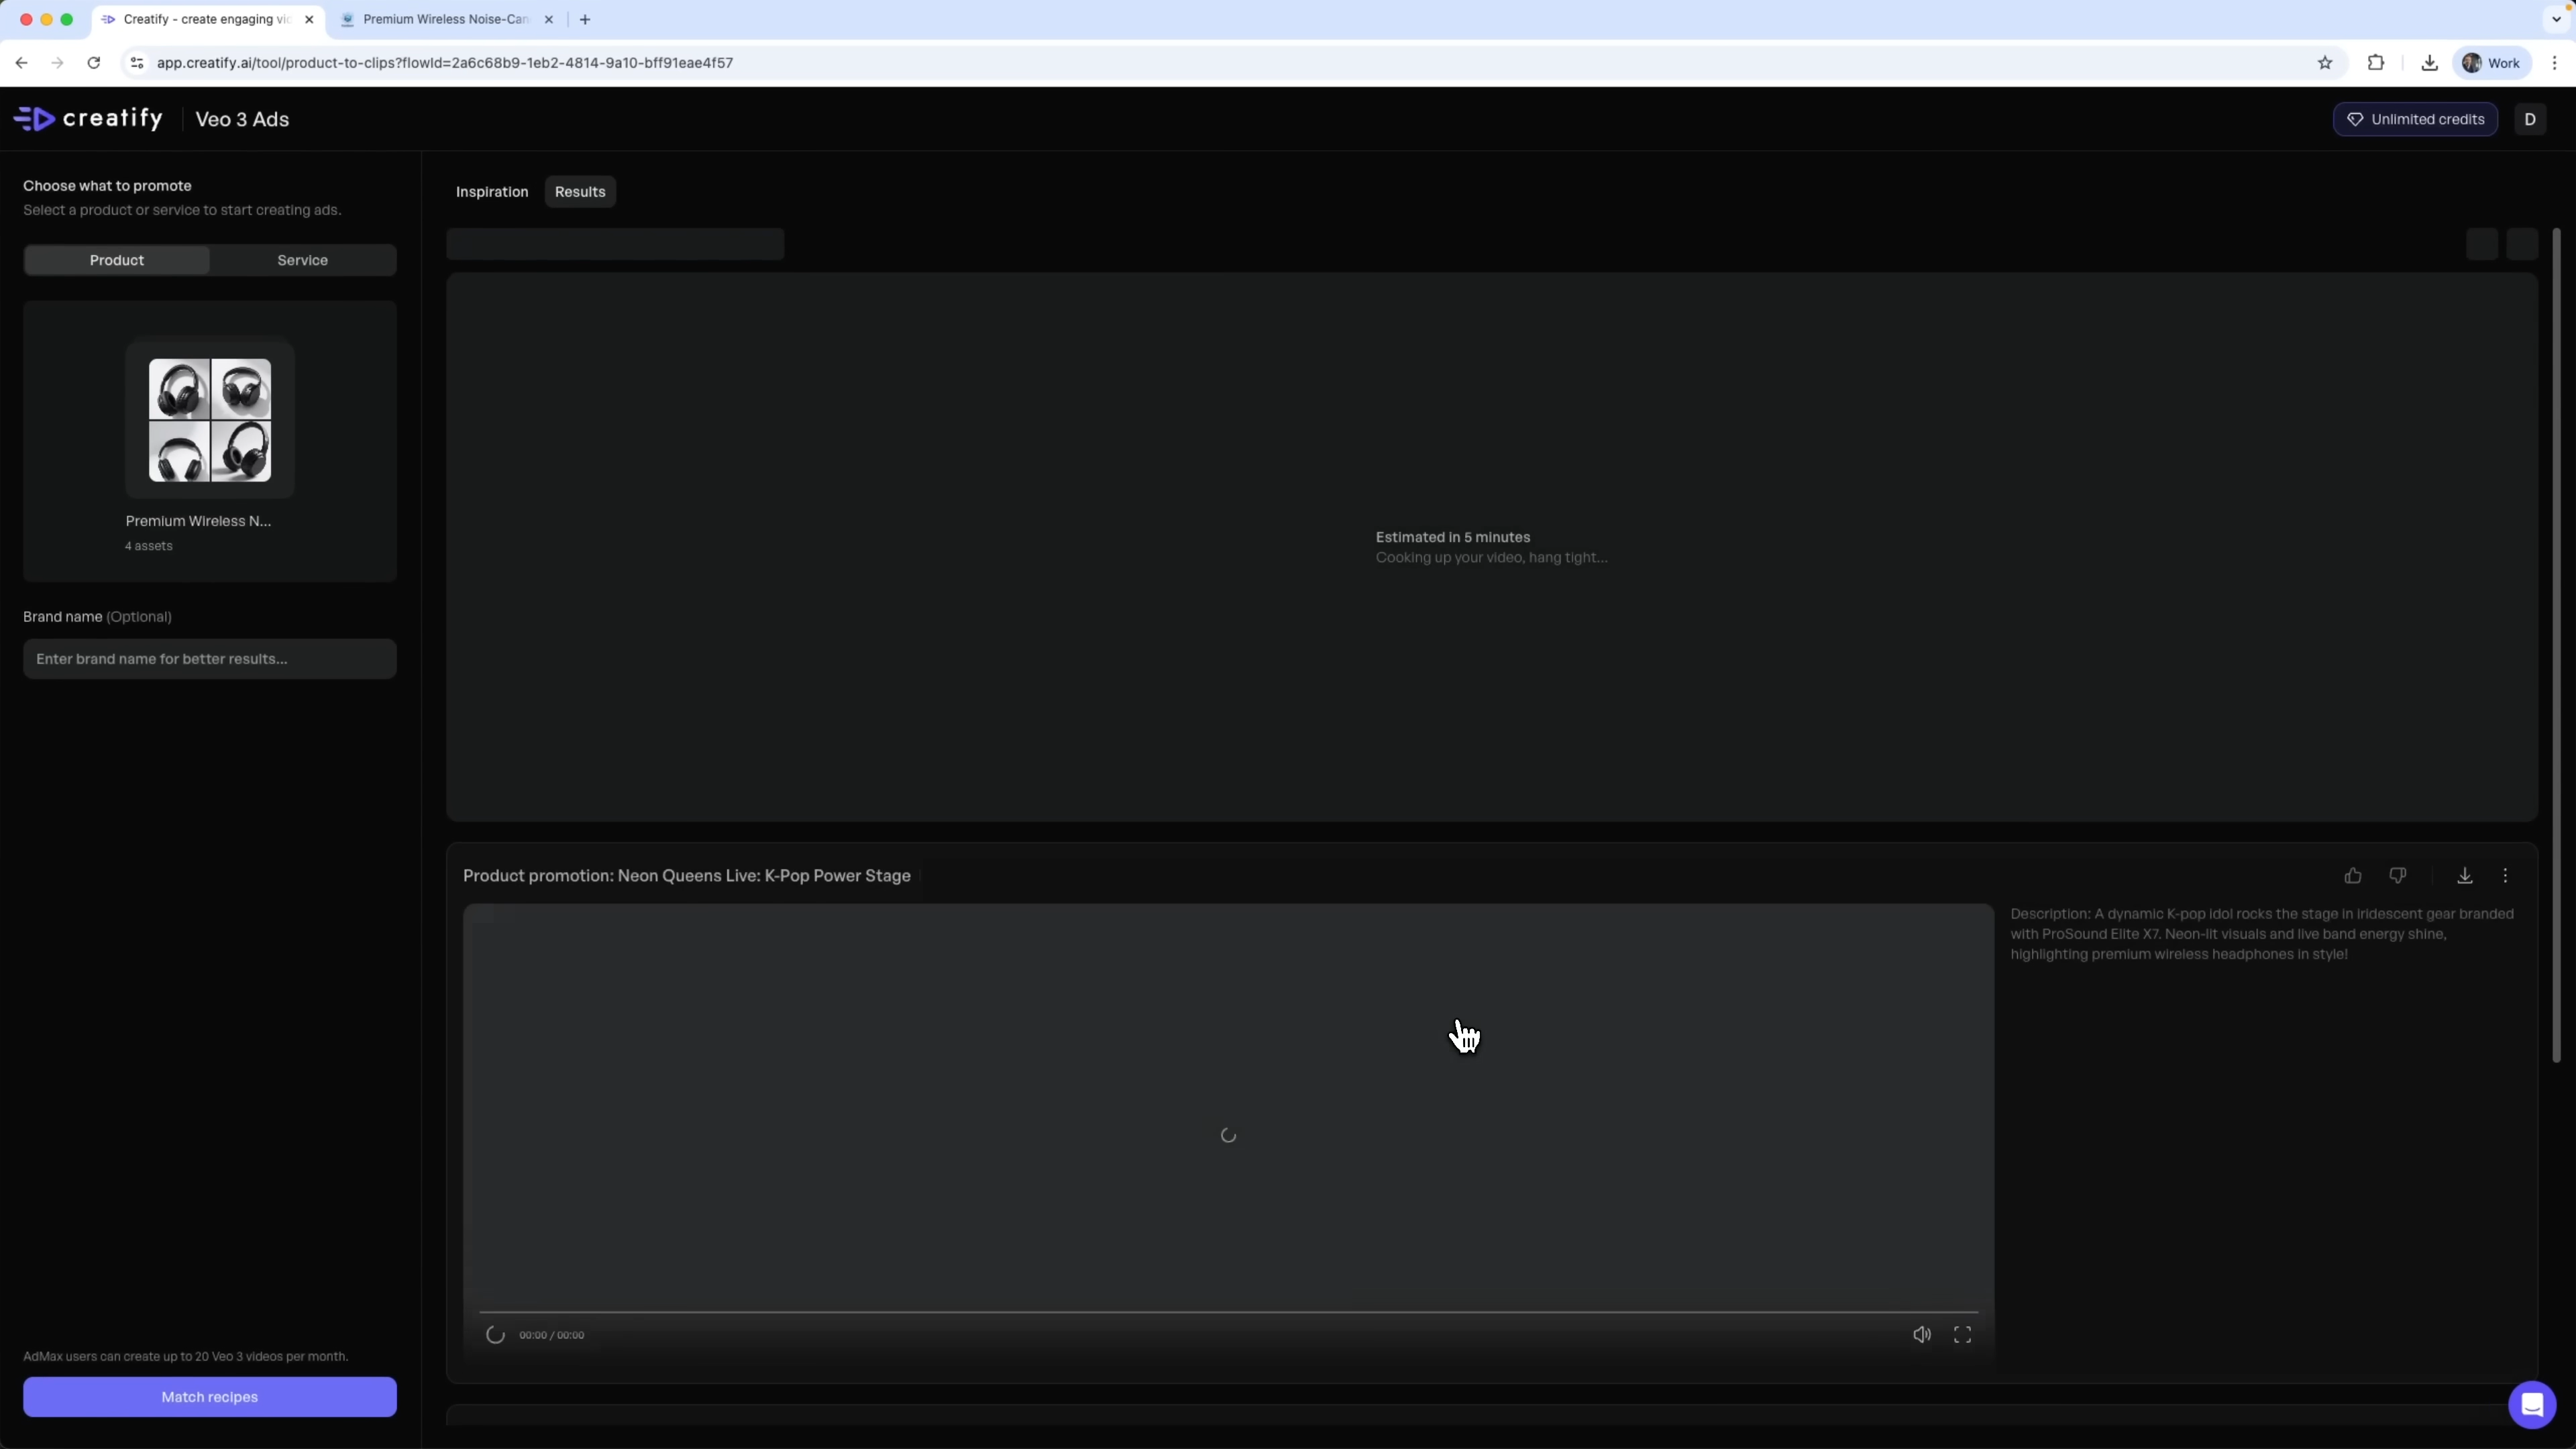 Creatify - create engaging vi
Premium Wireless Noise-Can
app.creatify.ai/tool/product-to-clips?flowId=2a6c68b9-1eb2-4814-9a10-bff91eae4f57
Work
creatify
Veo 3 Ads
Unlimited credits
D
Choose what to promote
Select a product or service to start creating ads.
Product
Service
Premium Wireless N...
4 assets
Brand name (Optional)
Enter brand name for better results...
AdMax users can create up to 20 Veo 3 videos per month.
Match recipes
Inspiration
Results
Estimated in 5 minutes
Cooking up your video, hang tight...
Product promotion: Neon Queens Live: K-Pop Power Stage
Description: A dynamic K-pop idol rocks the stage in iridescent gear branded
with ProSound Elite X7. Neon-lit visuals and live band energy shine,
highlighting premium wireless headphones in style!
00:00 / 00:00